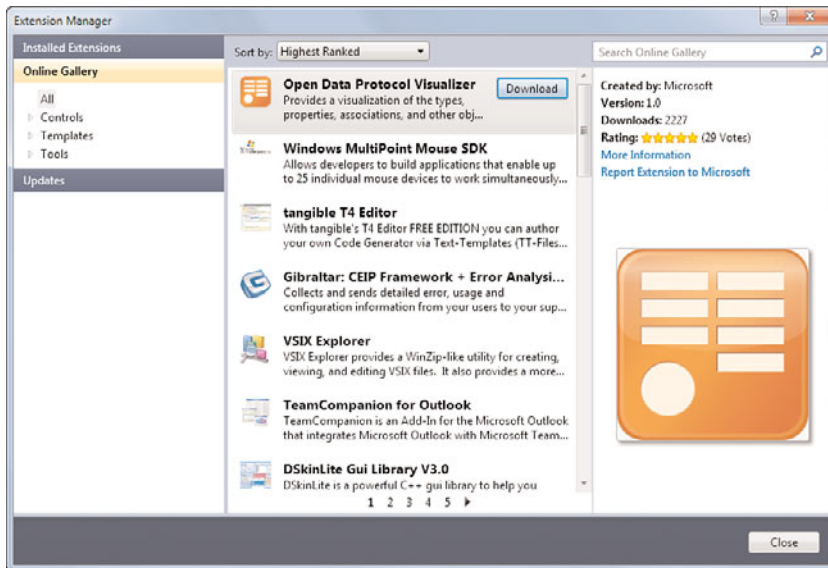 Extension Manager
Installed Extensions
Online Gallery
All
Controls
Templates
Tools
Updates
Sort by: Highest Ranked
Open Data Protocol Visualizer
Download
Provides a visualization of the types,
properties, associations, and other obj...
Windows MultiPoint Mouse SDK
Allows developers to build applications that enable up
to 25 individual mouse devices to work simultaneously...
tangible T4 Editor
With tangible's T4 Editor FREE EDITION you can author
your own Code Generator via Text-Templates (TT-Files...
Gibraltar: CEIP Framework + Error Analysi...
Collects and sends detailed error, usage and
configuration information from your users to your sup...
VSIX Explorer
VSIX Explorer provides a WinZip-like utility for creating,
viewing, and editing VSIX files. It also provides a more...
TeamCompanion for Outlook
TeamCompanion is an Add-In for the Microsoft Outlook
that integrates Microsoft Outlook with Microsoft Team...
DSkinLite Gui Library V3.0
DSkinLite is a powerful C++ gui library to help you
1 2 3 4 5
Search Online Gallery
Created by: Microsoft
Version: 1.0
Downloads: 2227
Rating: (29 Votes)
More Information
Report Extension to Microsoft
Close